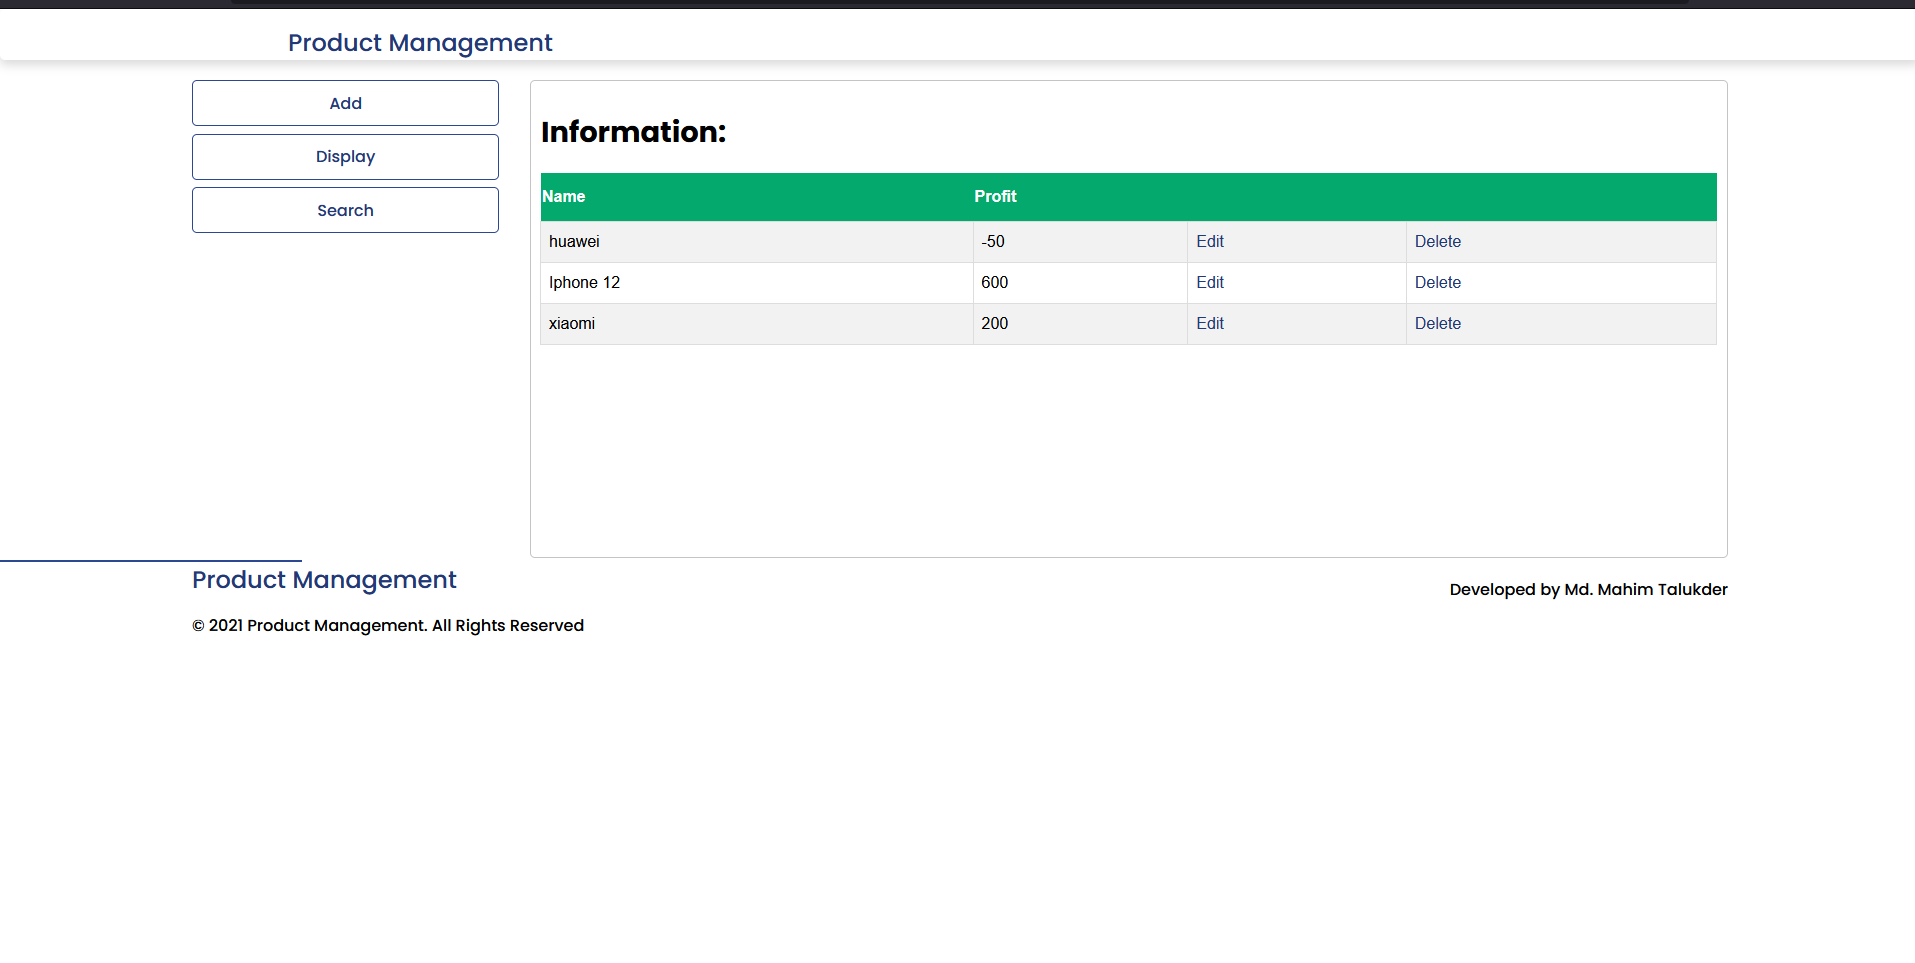 Product Management
Add
Display
Search
Information:
Name Profit
huawei -50 Edit Delete
Iphone 12 600 Edit Delete
xiaomi 200 Edit Delete
Product Management
Developed by Md. Mahim Talukder
© 2021 Product Management. All Rights Reserved